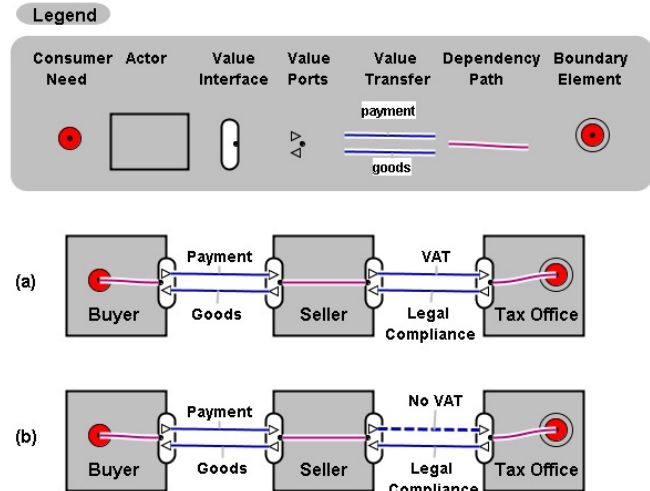 Legend
Consumer Need
Actor
Value Interface
Value Ports
Value Transfer
Dependency Path
Boundary Element
payment
goods
(a)
Payment
VAT
Buyer
Goods
Seller
Legal Compliance
Tax Office
(b)
Payment
No VAT
Buyer
Goods
Seller
Legal Compliance
Tax Office